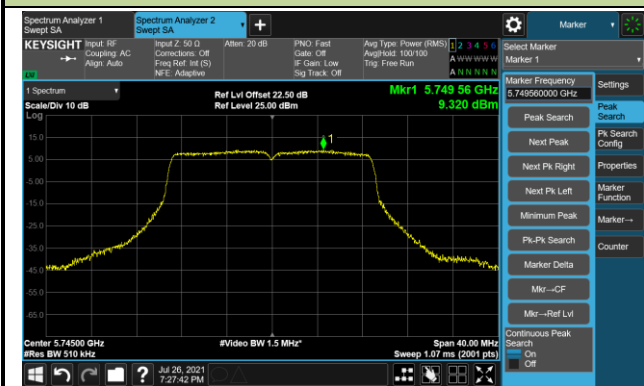 Spectrum Analyzer 1
Swept SA
Spectrum Analyzer 2
Swept SA
Marker
KEYSIGHT
Input: RF
Coupling: AC
Align: Auto
Input Z: 50 Ω
Corrections: Off
Freq Ref: Int (S)
NFE: Adaptive
Atten: 20 dB
PNO: Fast
Gate: Off
IF Gain: Low
Sig Track: Off
Avg Type: Power (RMS)
Avg|Hold: 100/100
Trig: Free Run
1 2 3 4 5 6
A W W W W W
A N N N N N
LXI
Select Marker
Marker 1
1 Spectrum
Scale/Div 10 dB
Log
Ref Lvl Offset 22.50 dB
Ref Level 25.00 dBm
Mkr1 5.749 56 GHz
9.320 dBm
1
15.0
5.00
-5.00
-15.0
-25.0
-35.0
-45.0
-55.0
-65.0
Center 5.74500 GHz
#Res BW 510 kHz
#Video BW 1.5 MHz*
Span 40.00 MHz
Sweep 1.07 ms (2001 pts)
Marker Frequency
5.749560000 GHz
Peak Search
Next Peak
Next Pk Right
Next Pk Left
Minimum Peak
Pk-Pk Search
Marker Delta
Mkr→CF
Mkr→Ref Lvl
Continuous Peak
Search
On
Off
Settings
Peak
Search
Pk Search
Config
Properties
Marker
Function
Marker→
Counter
?
Jul 26, 2021
7:27:42 PM